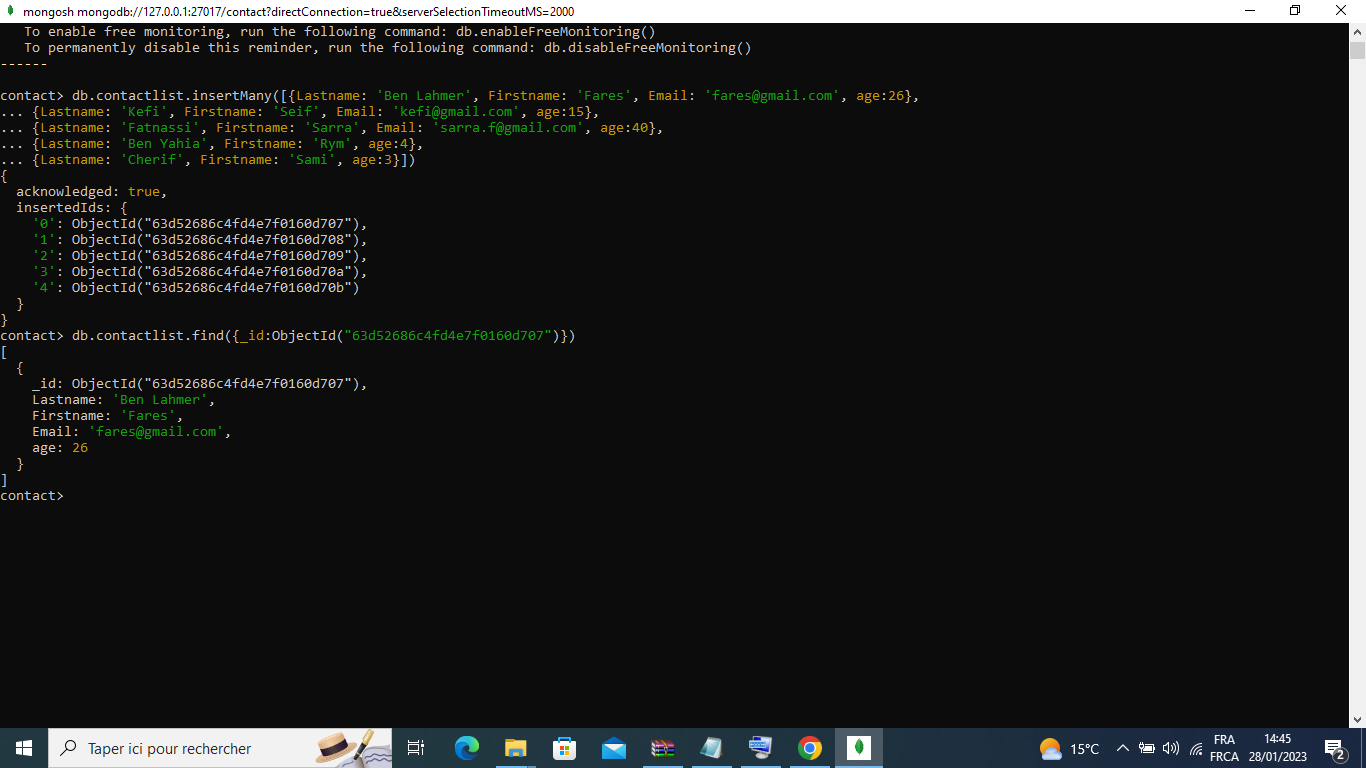 mongosh mongodb://127.0.0.1:27017/contact?directConnection=true&serverSelectionTimeoutMS=2000
   To enable free monitoring, run the following command: db.enableFreeMonitoring()
   To permanently disable this reminder, run the following command: db.disableFreeMonitoring()
------
contact> db.contactlist.insertMany([{Lastname: 'Ben Lahmer', Firstname: 'Fares', Email: 'fares@gmail.com', age:26},
... {Lastname: 'Kefi', Firstname: 'Seif', Email: 'kefi@gmail.com', age:15},
... {Lastname: 'Fatnassi', Firstname: 'Sarra', Email: 'sarra.f@gmail.com', age:40},
... {Lastname: 'Ben Yahia', Firstname: 'Rym', age:4},
... {Lastname: 'Cherif', Firstname: 'Sami', age:3}])
{
  acknowledged: true,
  insertedIds: {
    '0': ObjectId("63d52686c4fd4e7f0160d707"),
    '1': ObjectId("63d52686c4fd4e7f0160d708"),
    '2': ObjectId("63d52686c4fd4e7f0160d709"),
    '3': ObjectId("63d52686c4fd4e7f0160d70a"),
    '4': ObjectId("63d52686c4fd4e7f0160d70b")
  }
}
contact> db.contactlist.find({_id:ObjectId("63d52686c4fd4e7f0160d707")})
[
  {
    _id: ObjectId("63d52686c4fd4e7f0160d707"),
    Lastname: 'Ben Lahmer',
    Firstname: 'Fares',
    Email: 'fares@gmail.com',
    age: 26
  }
]
contact>
Taper ici pour rechercher
15°C
FRA
FRCA
14:45
28/01/2023
2